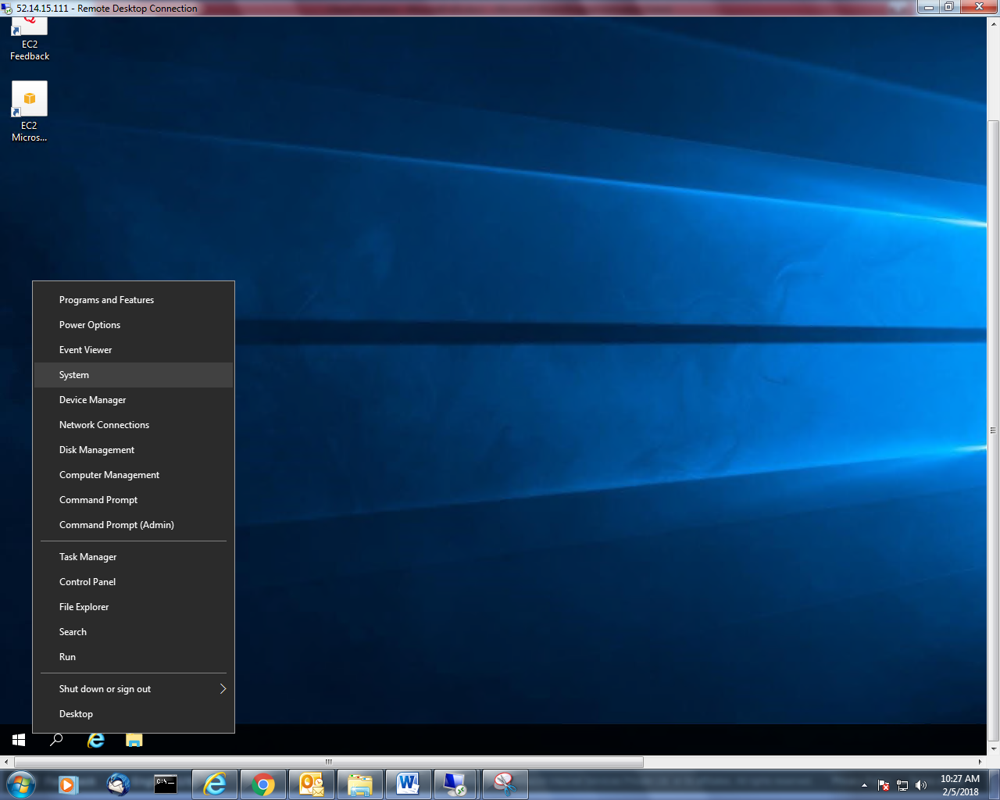 52.14.15.111 - Remote Desktop Connection
EC2
Feedback
EC2
Micros...
Programs and Features
Power Options
Event Viewer
System
Device Manager
Network Connections
Disk Management
Computer Management
Command Prompt
Command Prompt (Admin)
Task Manager
Control Panel
File Explorer
Search
Run
Shut down or sign out
Desktop
10:27 AM
2/5/2018